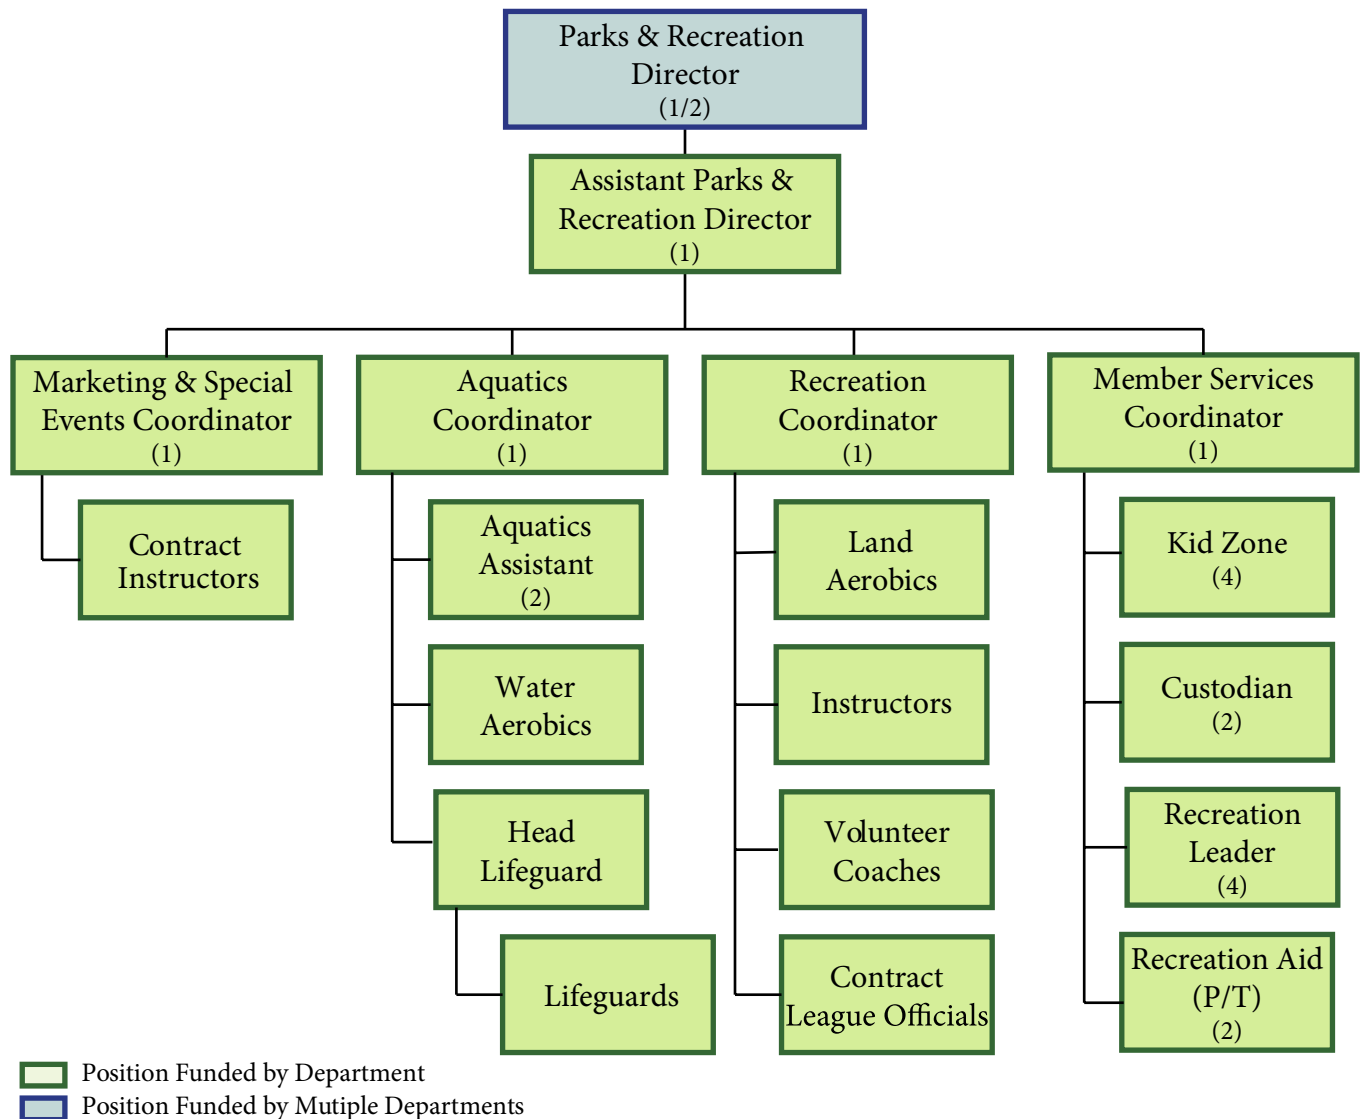 Parks & Recreation
Director
(1/2)
Assistant Parks &
Recreation Director
(1)
Marketing & Special
Events Coordinator
(1)
Contract
Instructors
Aquatics
Coordinator
(1)
Aquatics
Assistant
(2)
Water
Aerobics
Head
Lifeguard
Lifeguards
Recreation
Coordinator
(1)
Land
Aerobics
Instructors
Volunteer
Coaches
Contract
League Officials
Member Services
Coordinator
(1)
Kid Zone
(4)
Custodian
(2)
Recreation
Leader
(4)
Recreation Aid
(P/T)
(2)
Position Funded by Department
Position Funded by Mutiple Departments